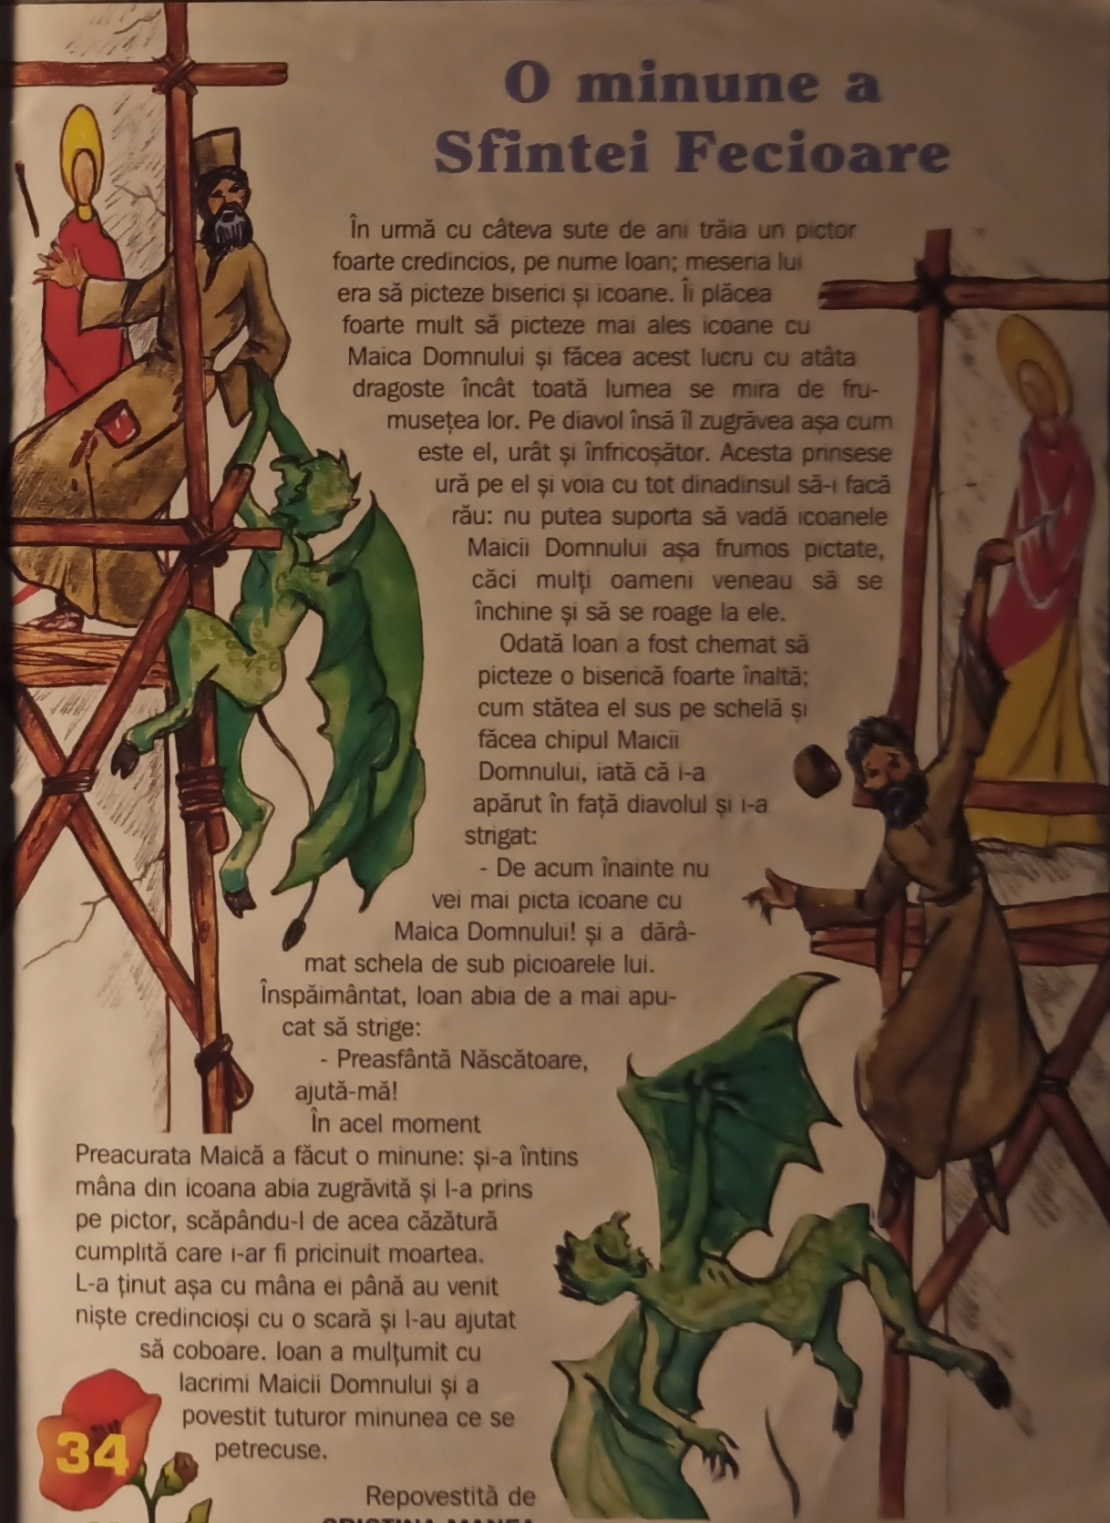 O minune a
Sfintei Fecioare
În urmă cu câteva sute de ani trăia un pictor
foarte credincios, pe nume Ioan; meseria lui
era să picteze biserici și icoane. Îi plăcea
foarte mult să picteze mai ales icoane cu
Maica Domnului și făcea acest lucru cu atâta
dragoste încât toată lumea se mira de fru-
musețea lor. Pe diavol însă îl zugrăvea așa cum
este el, urât și înfricoșător. Acesta prinsese
ură pe el și voia cu tot dinadinsul să-i facă
rău: nu putea suporta să vadă icoanele
Maicii Domnului așa frumos pictate,
căci mulți oameni veneau să se
închine și să se roage la ele.
Odată Ioan a fost chemat să
picteze o biserică foarte înaltă;
cum stătea el sus pe schelă și
făcea chipul Maicii
Domnului, iată că i-a
apărut în față diavolul și i-a
strigat:
- De acum înainte nu
vei mai picta icoane cu
Maica Domnului! și a dărâ-
mat schela de sub picioarele lui.
Înspăimântat, Ioan abia de a mai apu-
cat să strige:
- Preasfântă Născătoare,
ajută-mă!
În acel moment
Preacurata Maică a făcut o minune: și-a întins
mâna din icoana abia zugrăvită și l-a prins
pe pictor, scăpându-l de acea căzătură
cumplită care i-ar fi pricinuit moartea.
L-a ținut așa cu mâna ei până au venit
niște credincioși cu o scară și l-au ajutat
să coboare. Ioan a mulțumit cu
lacrimi Maicii Domnului și a
povestit tuturor minunea ce se
petrecuse.
34
Repovestită de
CRISTINA MANEA